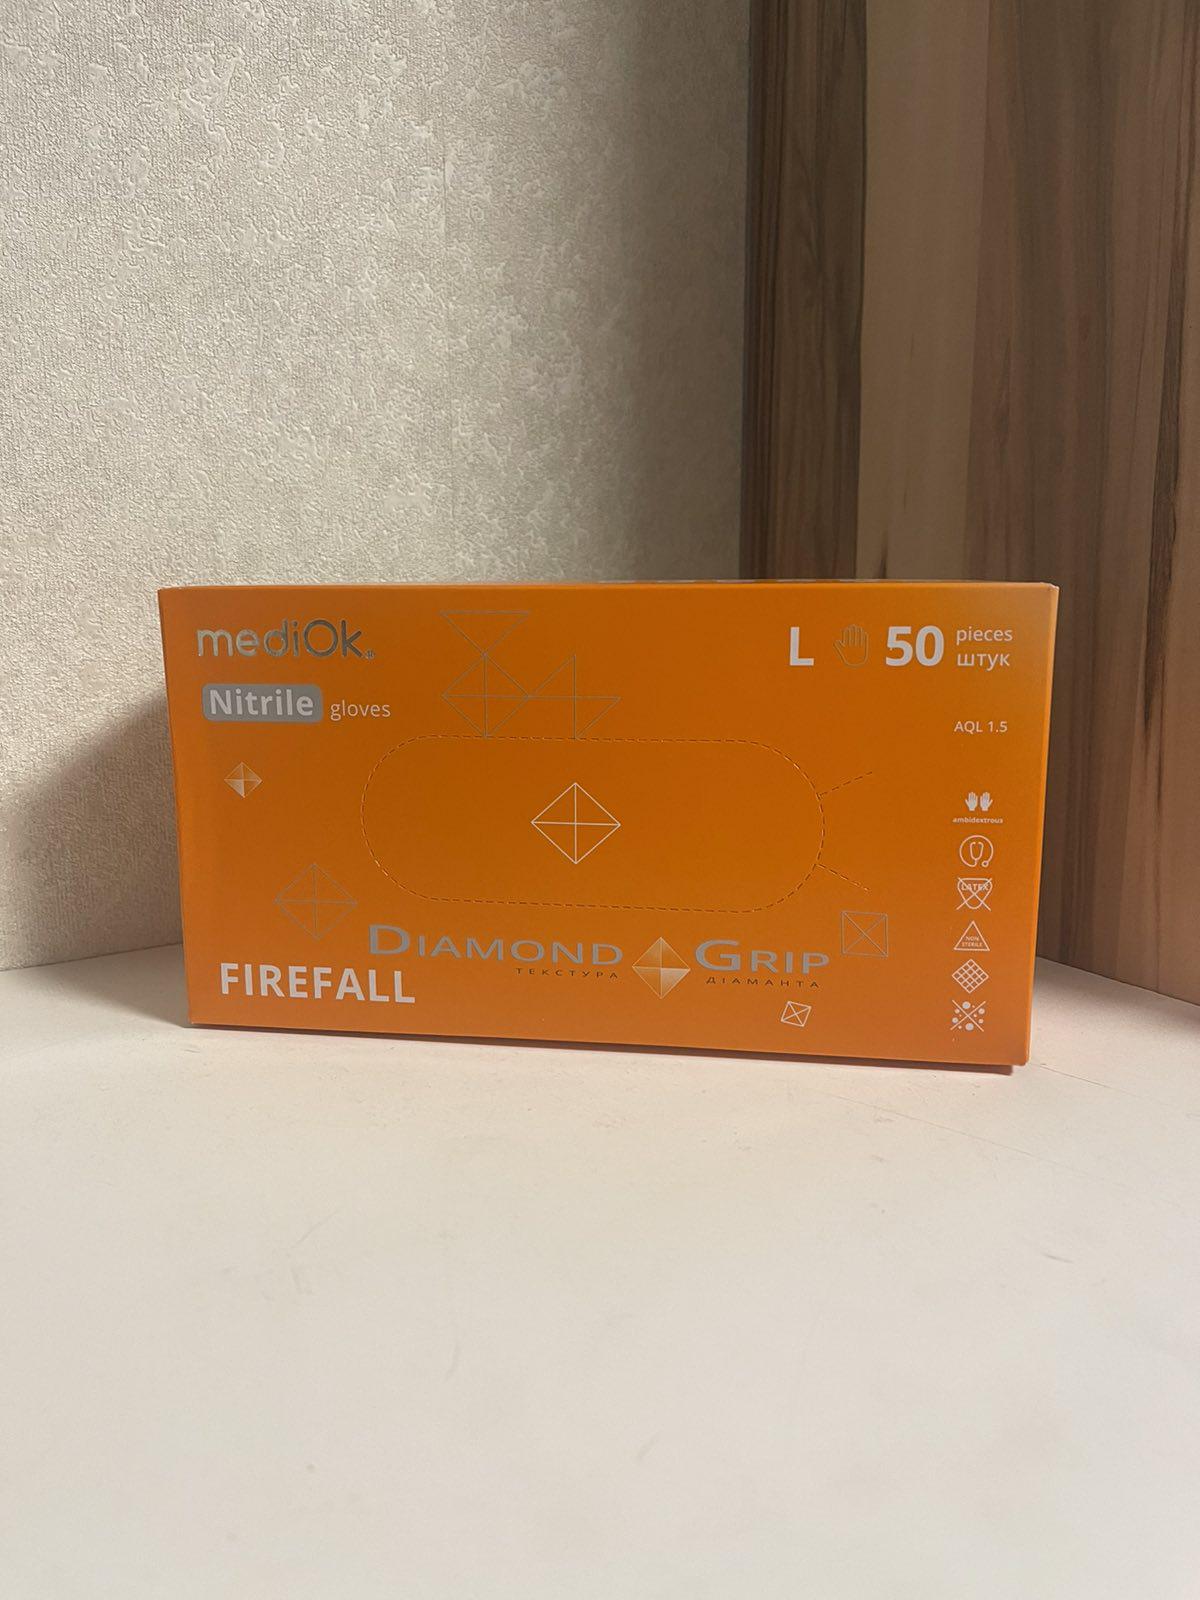 mediOk
Nitrile gloves
L 50 pieces
штук
AQL 1.5
ambidextrous
LATEX
NON
STERILE
DIAMOND GRIP
ТЕКСТУРА ДІАМАНТА
FIREFALL